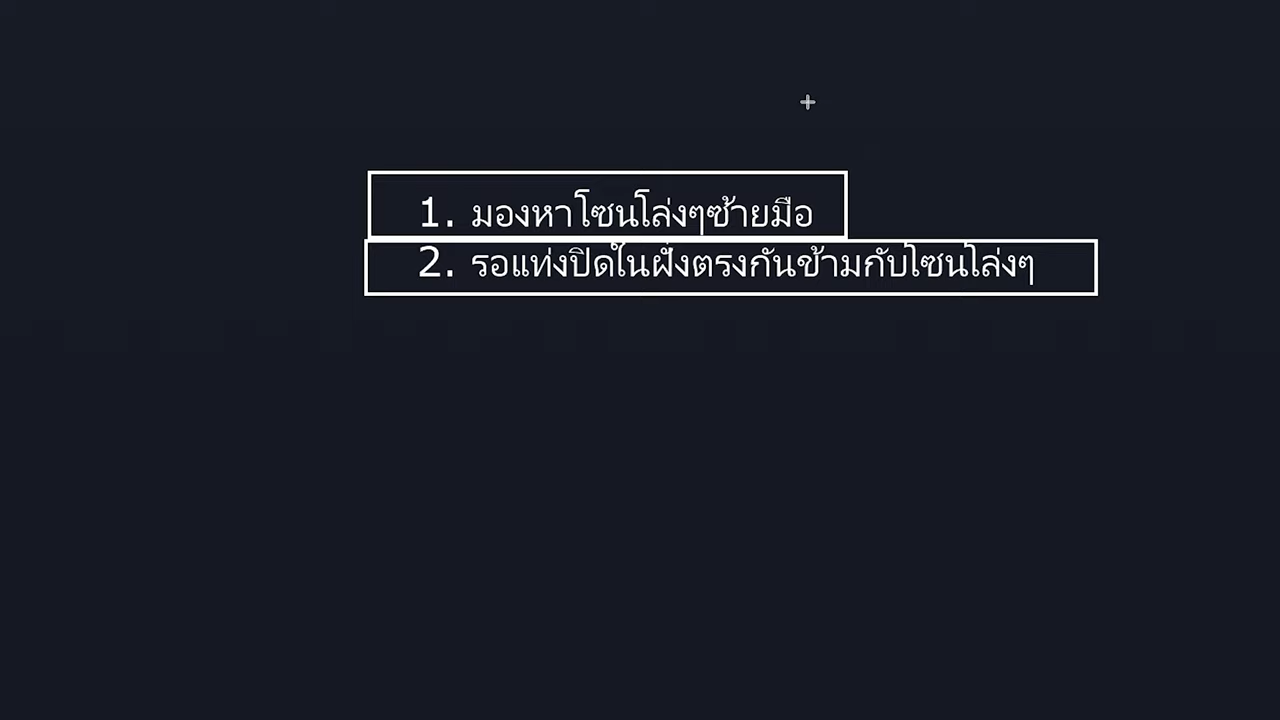 1. มองหาโซนโล่งๆซ้ายมือ
2. รอแท่งปิดในฝั่งตรงกันข้ามกับโซนโล่งๆ